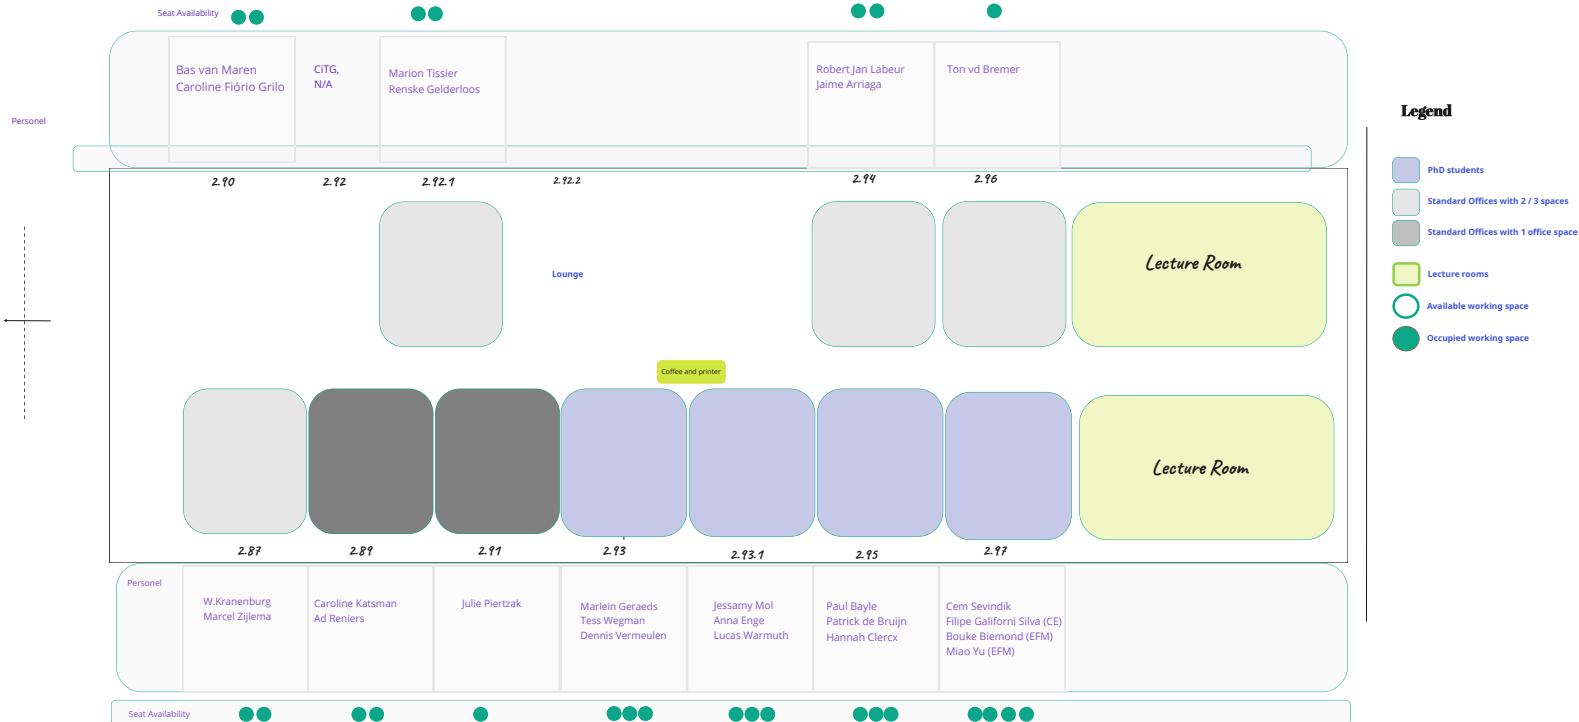 Seat Availability
Bas van Maren
Caroline Fiório Grilo
CiTG,
N/A
Marion Tissier
Renske Gelderloos
Robert Jan Labeur
Jaime Arriaga
Ton vd Bremer
Personel
2.90
2.92
2.92.1
2.92.2
2.94
2.96
Lounge
Lecture Room
Coffee and printer
Lecture Room
2.87
2.89
2.91
2.93
2.93.1
2.95
2.97
Personel
W.Kranenburg
Marcel Zijlema
Caroline Katsman
Ad Reniers
Julie Piertzak
Marlein Geraeds
Tess Wegman
Dennis Vermeulen
Jessamy Mol
Anna Enge
Lucas Warmuth
Paul Bayle
Patrick de Bruijn
Hannah Clercx
Cem Sevindik
Filipe Galiforni Silva (CE)
Bouke Biemond (EFM)
Miao Yu (EFM)
Seat Availability
Legend
PhD students
Standard Offices with 2 / 3 spaces
Standard Offices with 1 office space
Lecture rooms
Available working space
Occupied working space